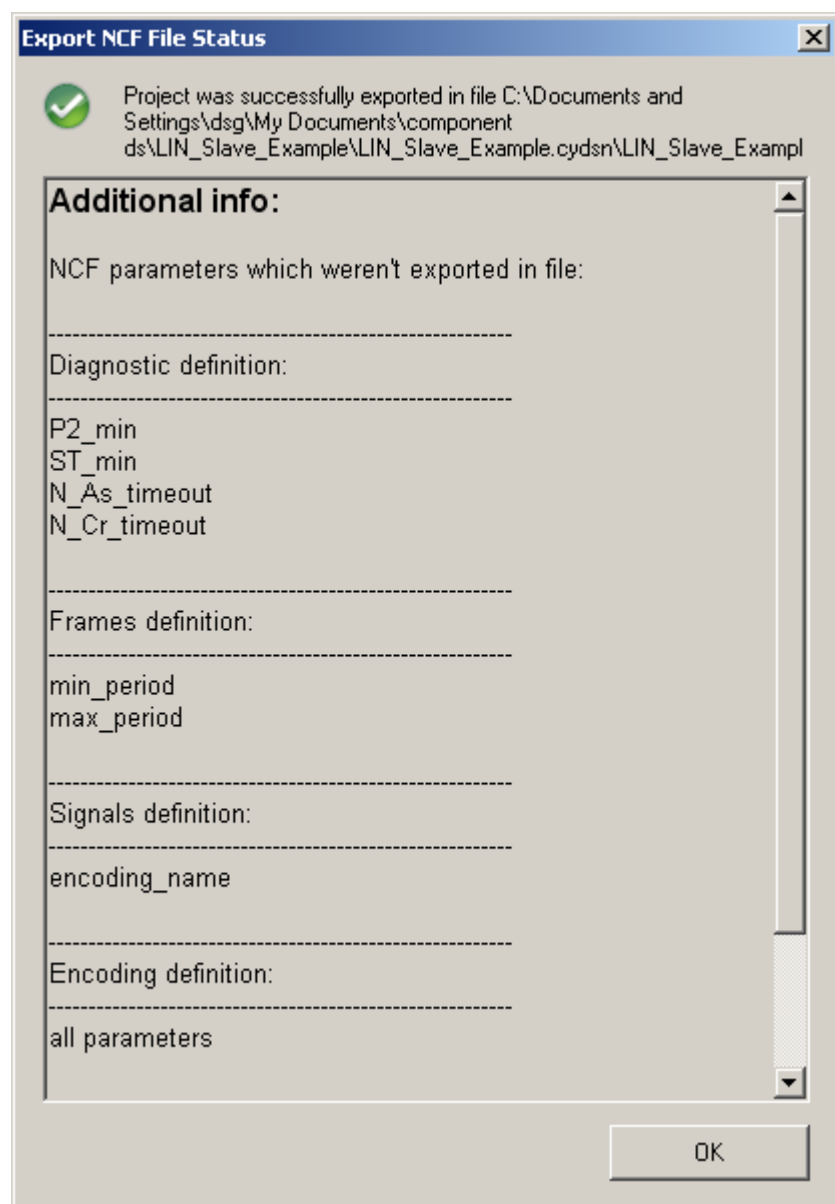 Export NCF File Status
Project was successfully exported in file C:\Documents and
Settings\dsg\My Documents\component
ds\LIN_Slave_Example\LIN_Slave_Example.cydsn\LIN_Slave_Exampl
Additional info:
NCF parameters which weren't exported in file:
----------------------------------------------------------
Diagnostic definition:
----------------------------------------------------------
P2_min
ST_min
N_As_timeout
N_Cr_timeout
----------------------------------------------------------
Frames definition:
----------------------------------------------------------
min_period
max_period
----------------------------------------------------------
Signals definition:
----------------------------------------------------------
encoding_name
----------------------------------------------------------
Encoding definition:
----------------------------------------------------------
all parameters
OK